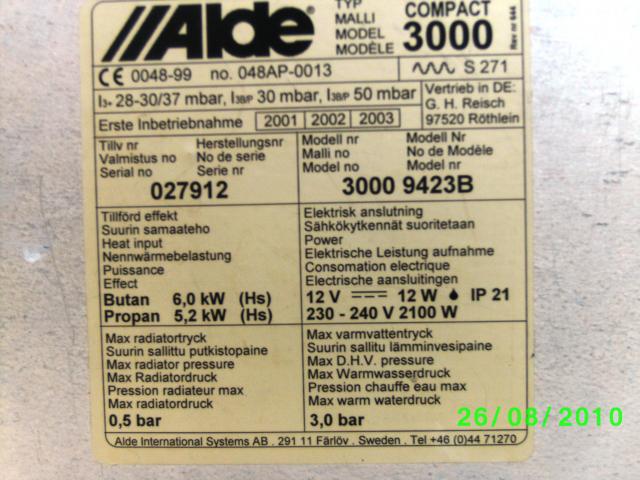 Alde
TYP
MALLI
MODEL
MODÈLE
COMPACT
3000
Rev nr 644
CE 0048-99 no. 048AP-0013
S 271
I3+ 28-30/37 mbar, I3B/P 30 mbar, I3B/P 50 mbar
Vertrieb in DE:
G. H. Reisch
97520 Röthlein
Erste Inbetriebnahme 2001 2002 2003
Tillv nr Herstellungsnr
Valmistus no No de serie
Serial no Serie nr
027912
Modell nr Modell Nr
Malli no No de Modèle
Model no Model nr
3000 9423B
Tillförd effekt
Suurin samaateho
Heat input
Nennwärmebelastung
Puissance
Effect
Butan 6,0 kW (Hs)
Propan 5,2 kW (Hs)
Elektrisk anslutning
Sähkökytkennät suoritetaan
Power
Elektrische Leistung aufnahme
Consomation electrique
Electrische aansluitingen
12 V 12 W IP 21
230 - 240 V 2100 W
Max radiatortryck
Suurin sallittu putkistopaine
Max radiator pressure
Max Radiatordruck
Pression radiateur max
Max radiatordruck
0,5 bar
Max varmvattentryck
Suurin sallittu lämminvesipaine
Max D.H.V. pressure
Max Warmwasserdruck
Pression chauffe eau max
Max warm waterdruck
3,0 bar
26/08/2010
Alde International Systems AB . 291 11 Färlöv . Sweden . Tel +46 (0)44 71270